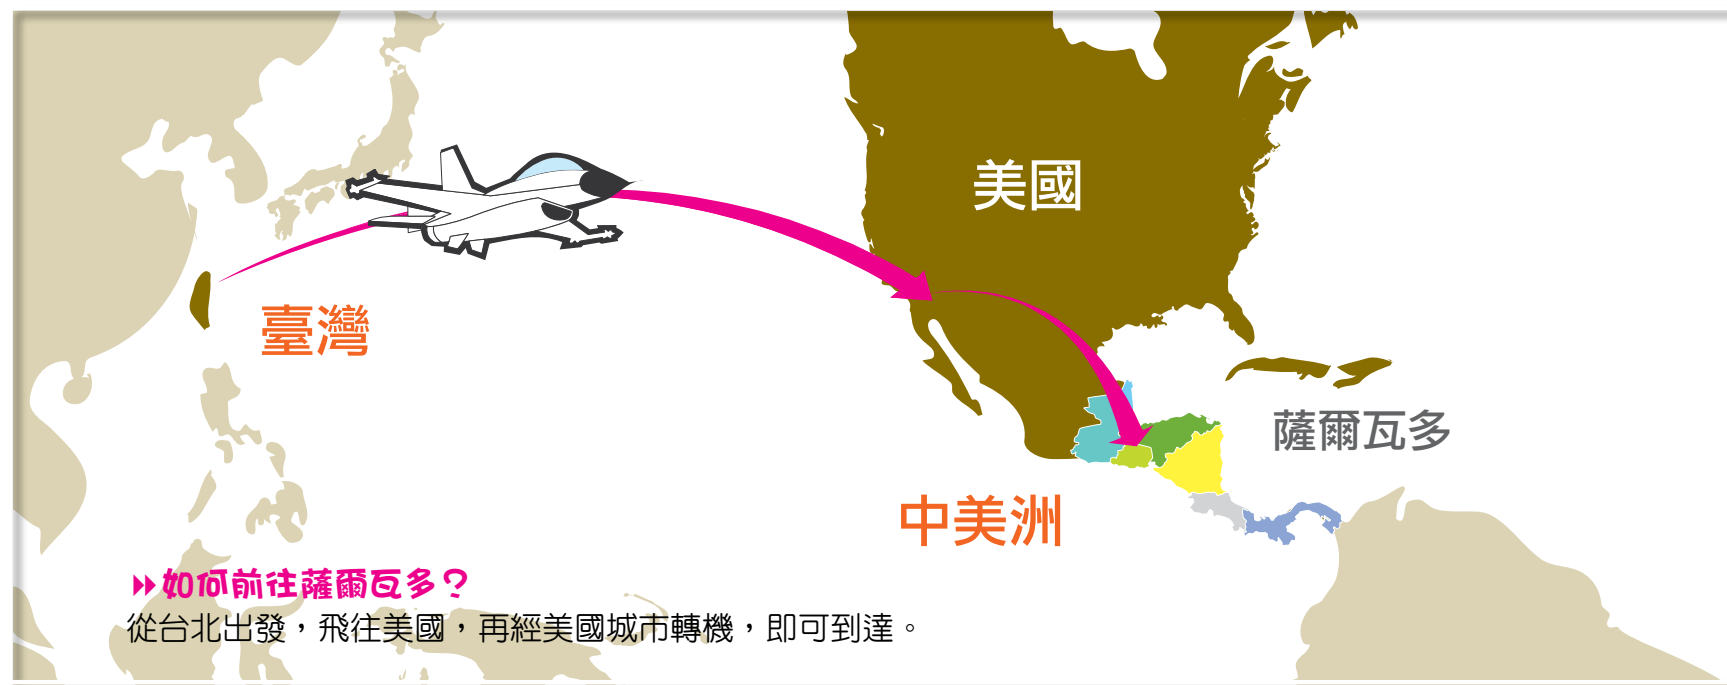 美國
臺灣
薩爾瓦多
中美洲
如何前往薩爾瓦多？
從台北出發，飛往美國，再經美國城市轉機，即可到達。